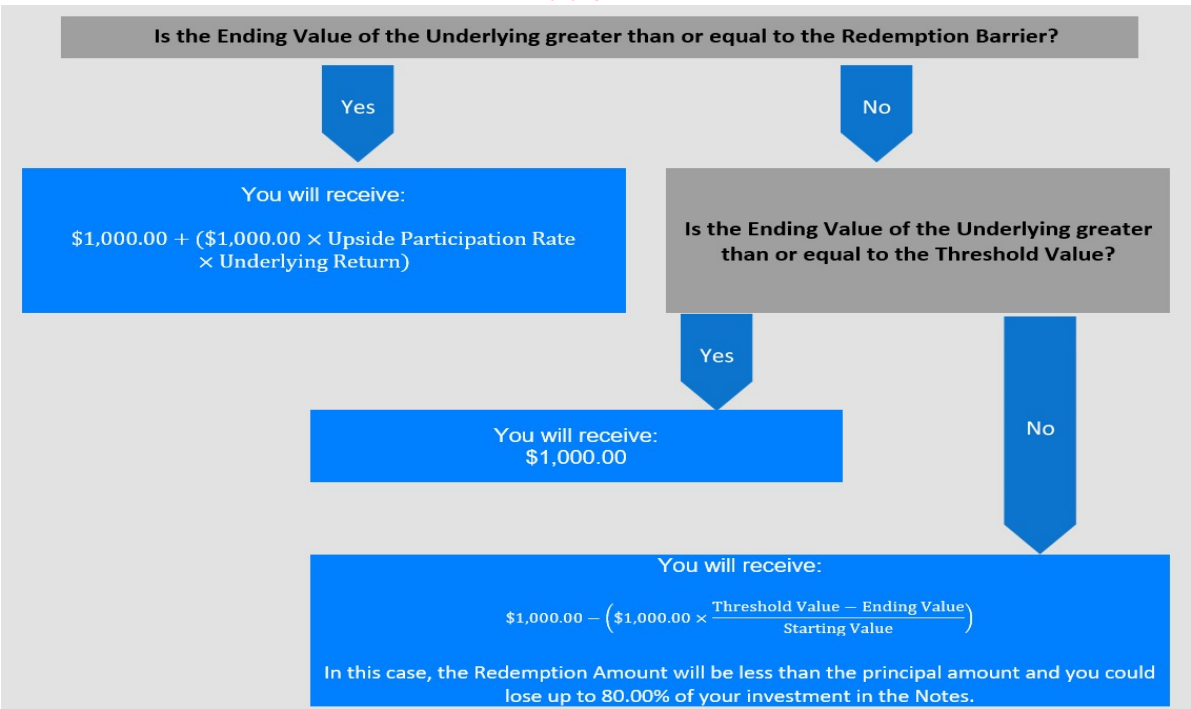 Is the Ending Value of the Underlying greater than or equal to the Redemption Barrier?
Yes
No
You will receive:
$1,000.00 + ($1,000.00 × Upside Participation Rate
× Underlying Return)
Is the Ending Value of the Underlying greater
than or equal to the Threshold Value?
Yes
No
You will receive:
$1,000.00
You will receive:
$1,000.00 − ($1,000.00 × Threshold Value − Ending Value
Starting Value)
In this case, the Redemption Amount will be less than the principal amount and you could
lose up to 80.00% of your investment in the Notes.